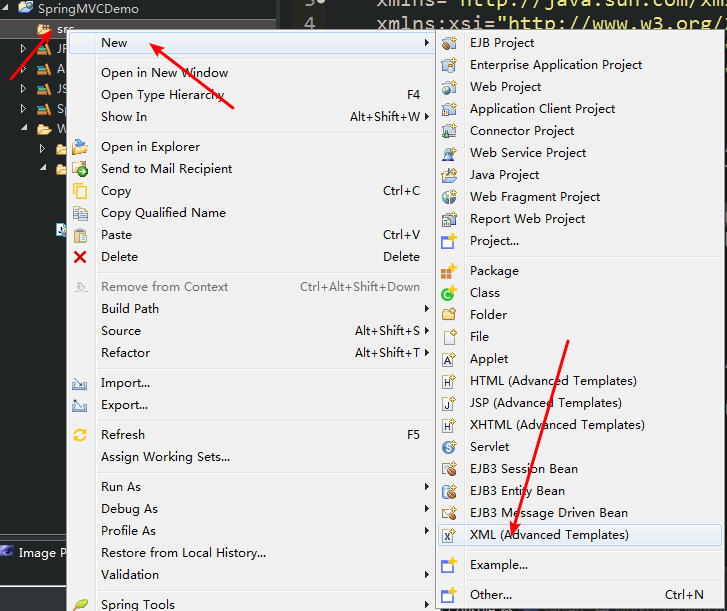 SpringMVCDemo
src
3
xmlns="http://java.sun.com/xm
4
xmlns:xsi="http://www.w3.org/
New
Open in New Window
Open Type Hierarchy F4
Show In Alt+Shift+W
Open in Explorer
Send to Mail Recipient
Copy Ctrl+C
Copy Qualified Name
Paste Ctrl+V
Delete Delete
Remove from Context Ctrl+Alt+Shift+Down
Build Path
Source Alt+Shift+S
Refactor Alt+Shift+T
Import...
Export...
Refresh F5
Assign Working Sets...
Run As
Debug As
Profile As
Restore from Local History...
Validation
Spring Tools
EJB Project
Enterprise Application Project
Web Project
Application Client Project
Connector Project
Web Service Project
Java Project
Web Fragment Project
Report Web Project
Project...
Package
Class
Folder
File
Applet
HTML (Advanced Templates)
JSP (Advanced Templates)
XHTML (Advanced Templates)
Servlet
EJB3 Session Bean
EJB3 Entity Bean
EJB3 Message Driven Bean
XML (Advanced Templates)
Example...
Other... Ctrl+N
Image P